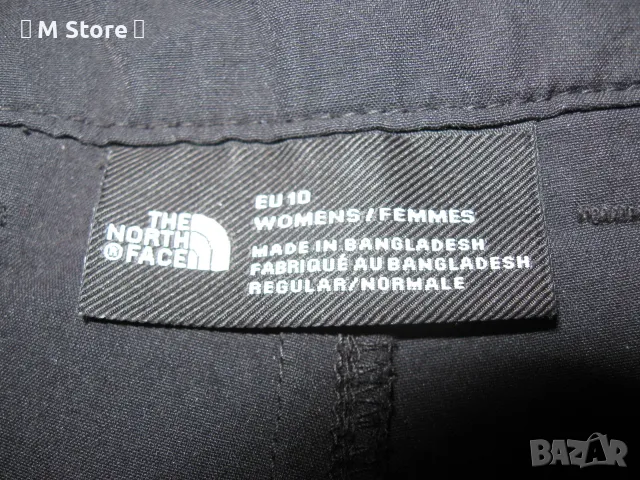 M Store
THE
NORTH
FACE®
EU 10
WOMENS/FEMMES
MADE IN BANGLADESH
FABRIQUÉ AU BANGLADESH
REGULAR/NORMALE
BAZAR